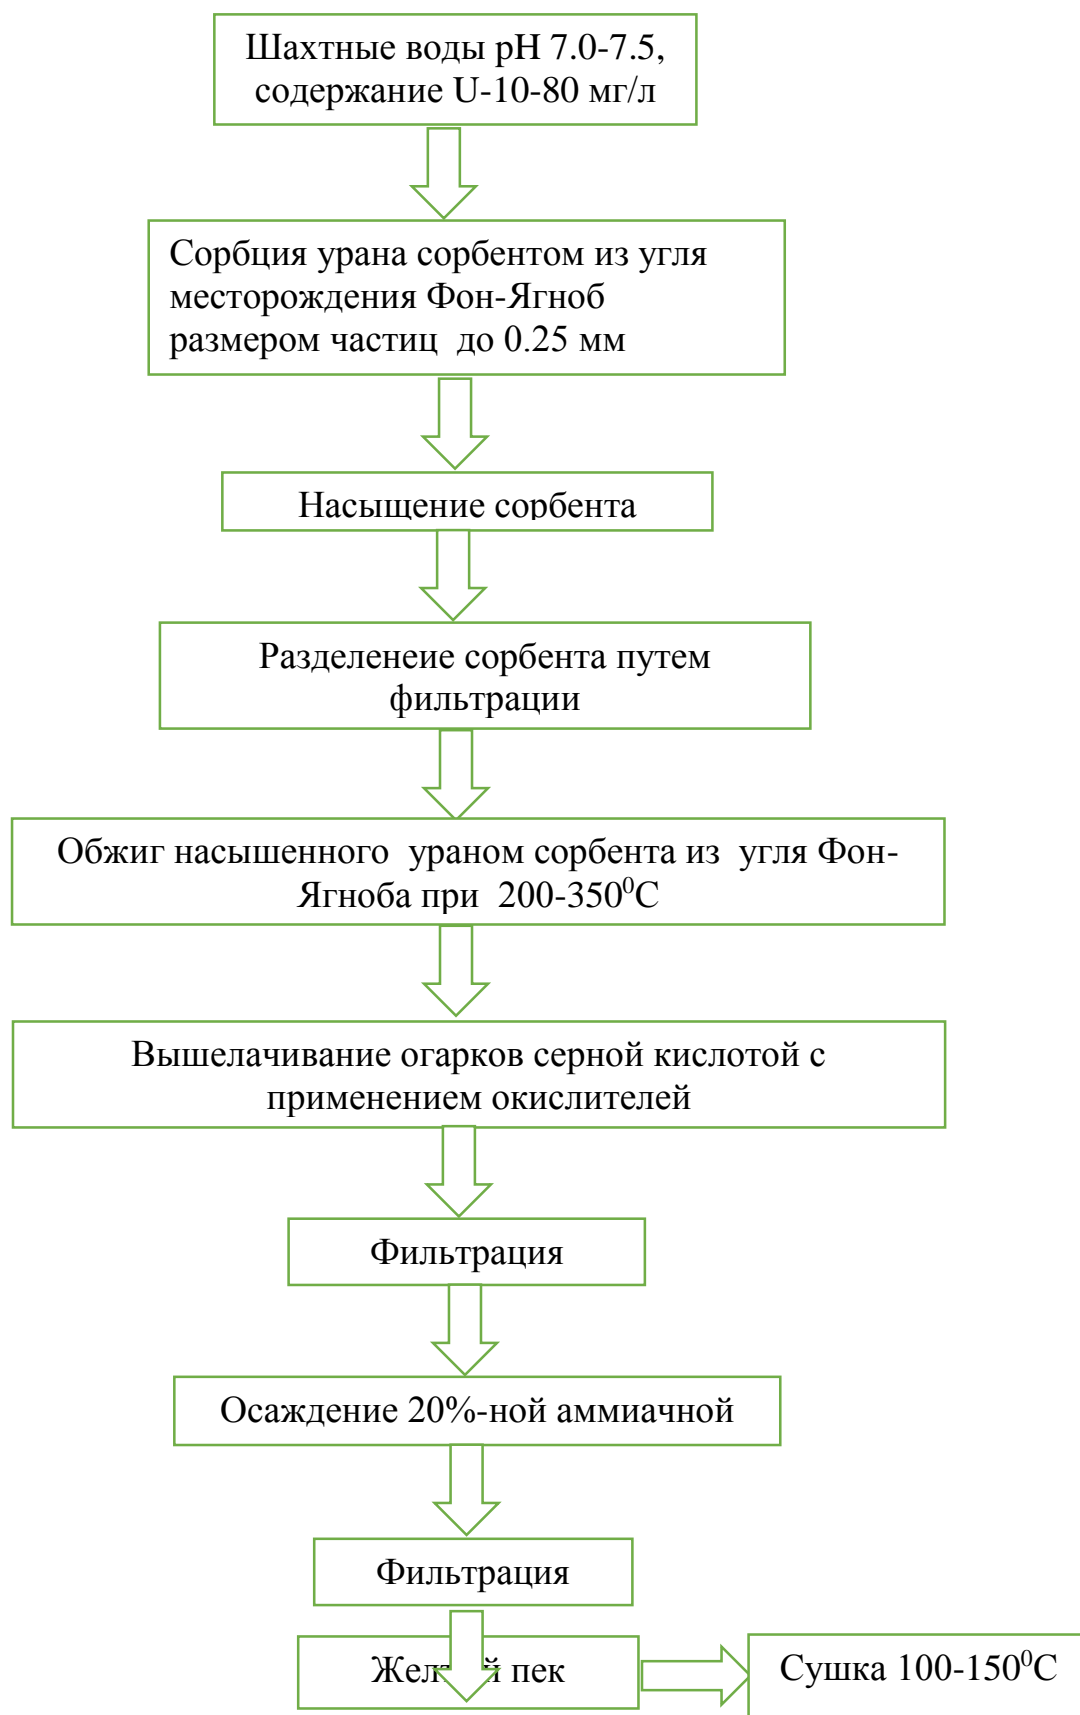 Шахтные воды pH 7.0-7.5,
содержание U-10-80 мг/л
Сорбция урана сорбентом из угля
месторождения Фон-Ягноб
размером частиц до 0.25 мм
Насыщение сорбента
Разделенеие сорбента путем
фильтрации
Обжиг насышенного ураном сорбента из угля Фон-
Ягноба при 200-350⁰С
Вышелачивание огарков серной кислотой с
применением окислителей
Фильтрация
Осаждение 20%-ной аммиачной
Фильтрация
Желтый пек
Сушка 100-150⁰С